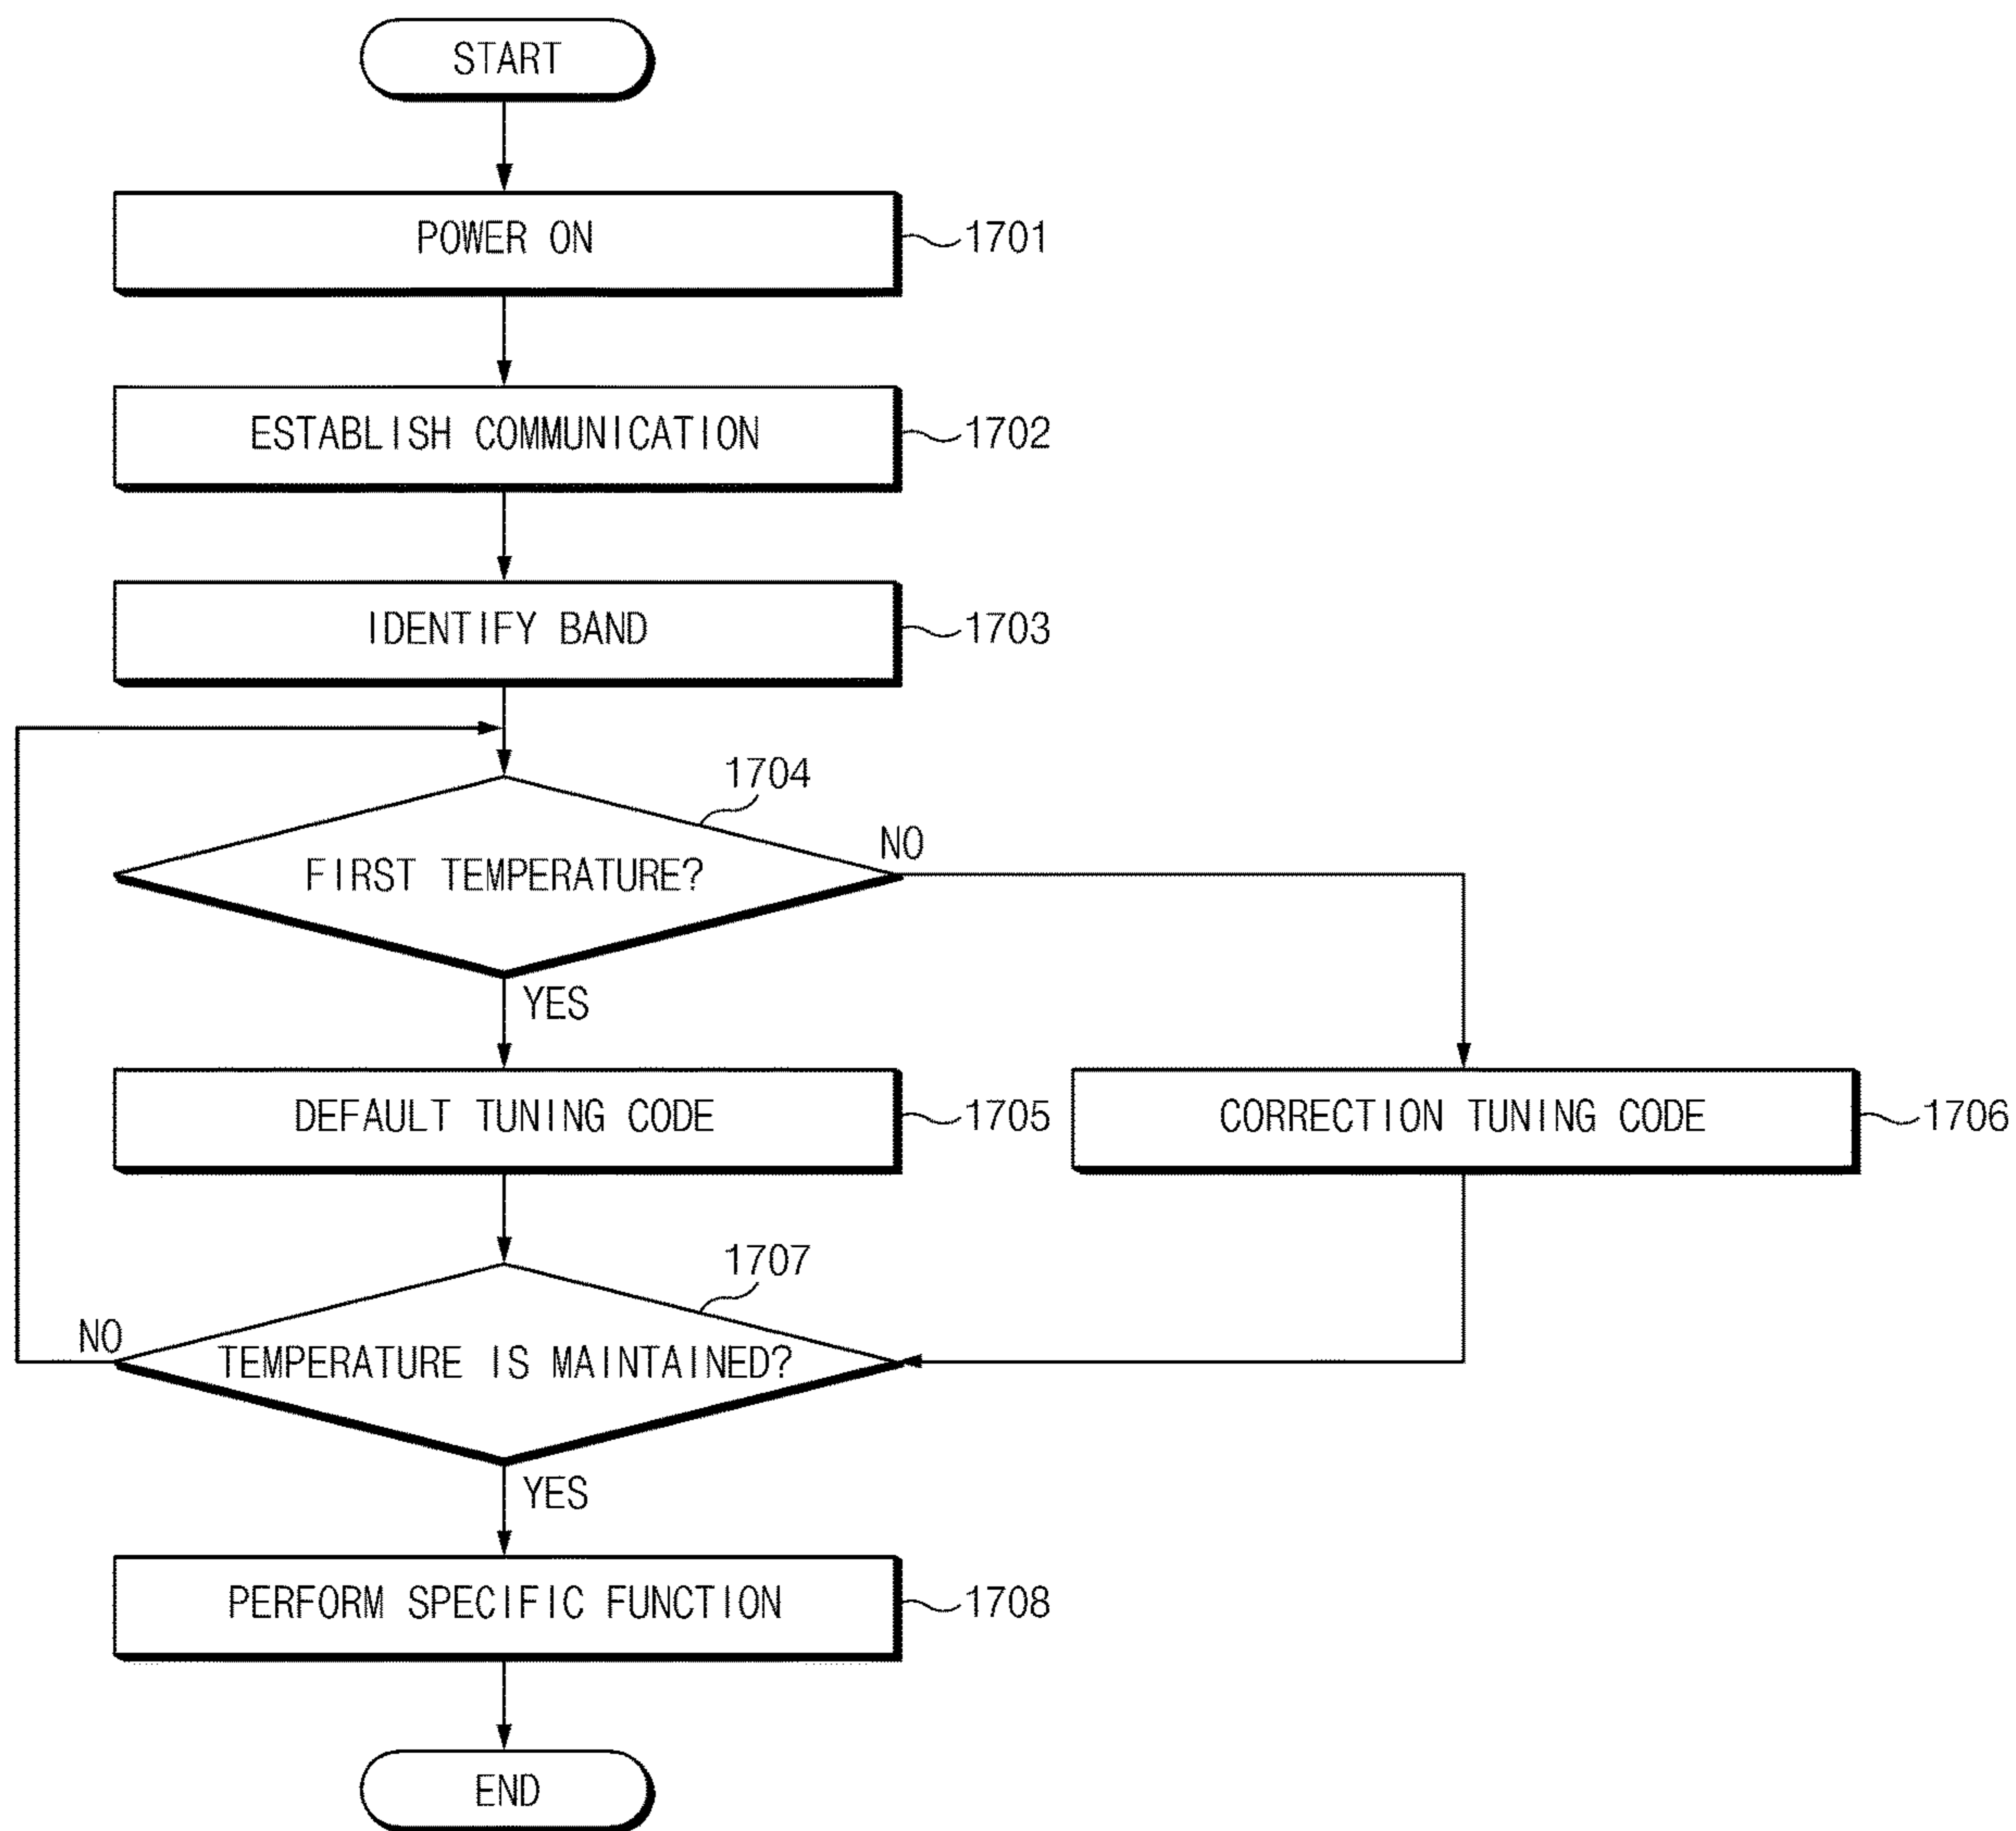 START
POWER ON
1701
ESTABLISH COMMUNICATION
1702
IDENTIFY BAND
1703
1704
FIRST TEMPERATURE?
NO
YES
DEFAULT TUNING CODE
1705
CORRECTION TUNING CODE
1706
1707
NO
TEMPERATURE IS MAINTAINED?
YES
PERFORM SPECIFIC FUNCTION
1708
END